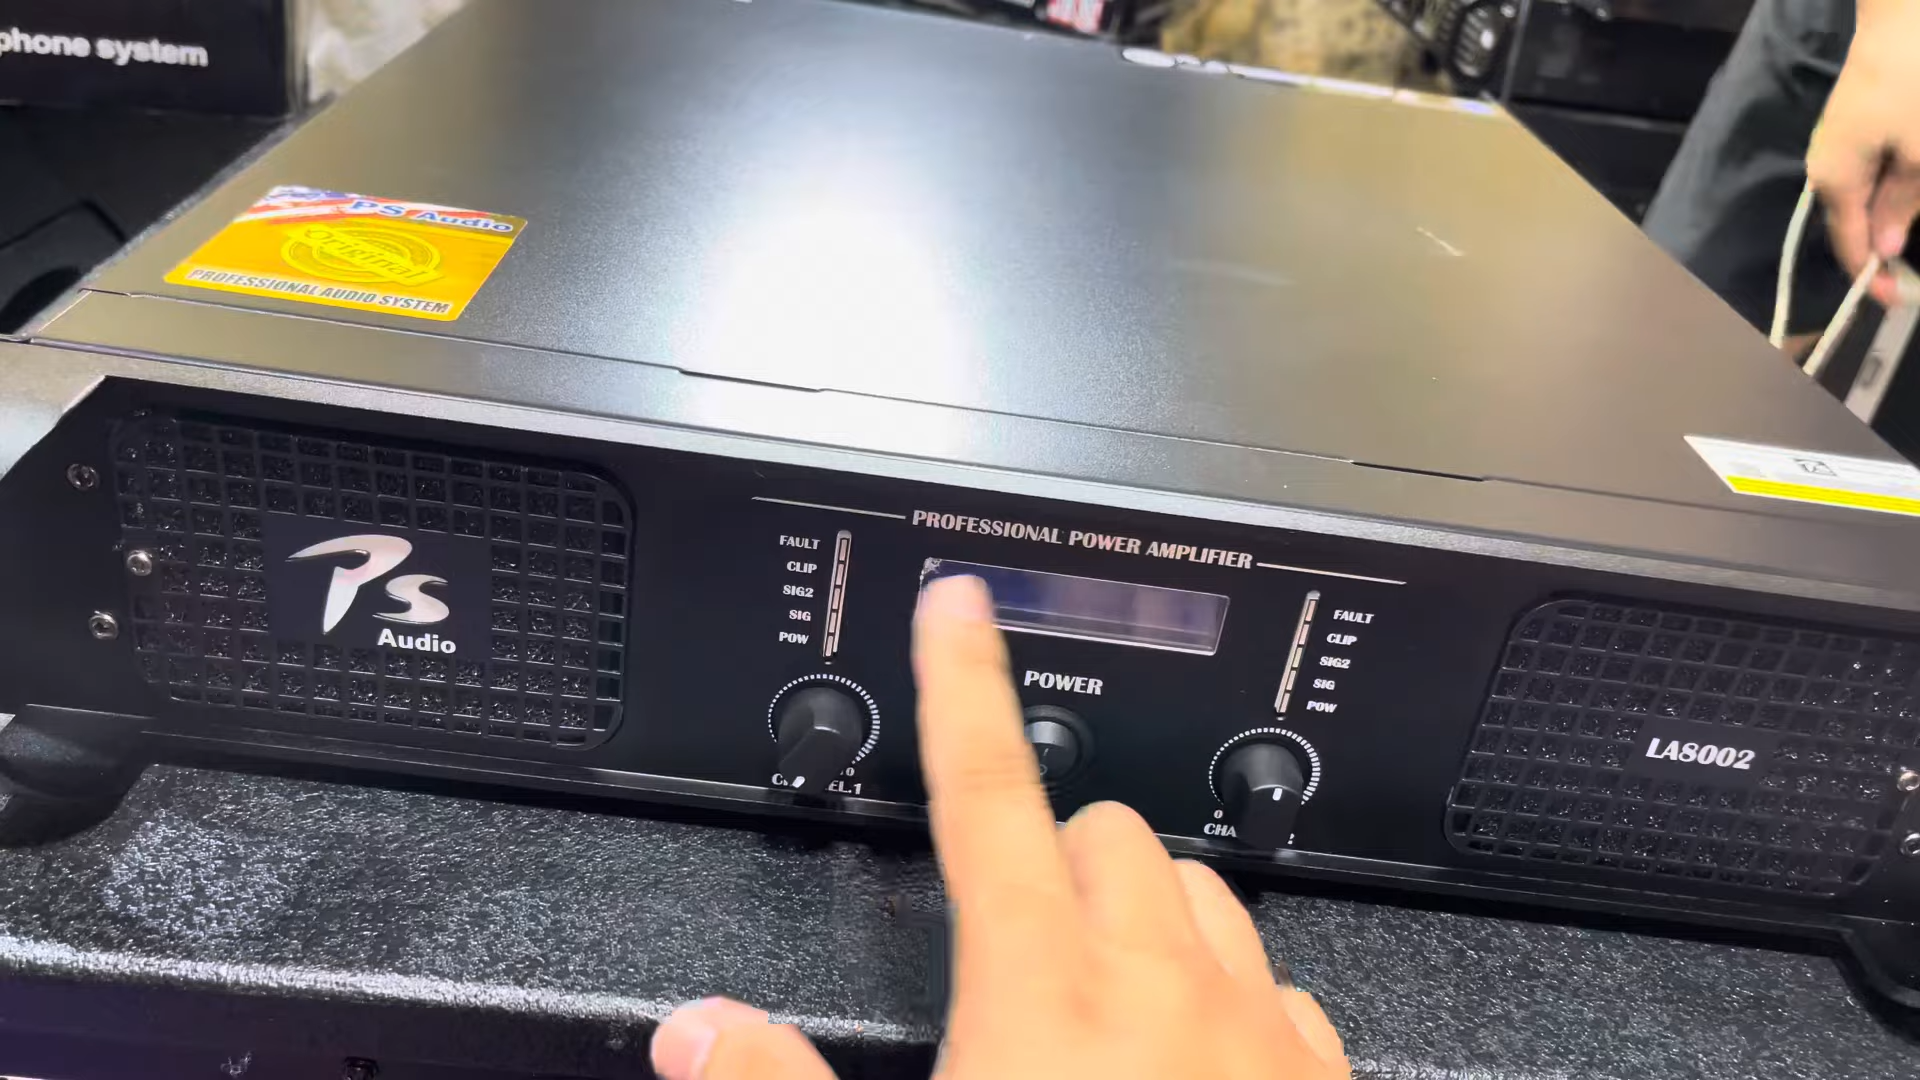 phone system
PS Audio
Original
PROFESSIONAL AUDIO SYSTEM
PROFESSIONAL POWER AMPLIFIER
FAULT
CLIP
SIG2
SIG
POW
FAULT
CLIP
SIG2
SIG
POW
POWER
Ps
Audio
LA8002
0